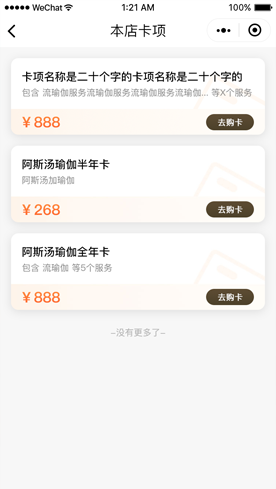 WeChat 1:21 AM 100%
本店卡项
卡项名称是二十个字的卡项名称是二十个字的
包含 流瑜伽服务流瑜伽服务流瑜伽服务流瑜伽... 等X个服务
¥ 888 去购卡
阿斯汤瑜伽半年卡
阿斯汤加瑜伽
¥ 268 去购卡
阿斯汤瑜伽全年卡
包含 流瑜伽 等5个服务
¥ 888 去购卡
~没有更多了~